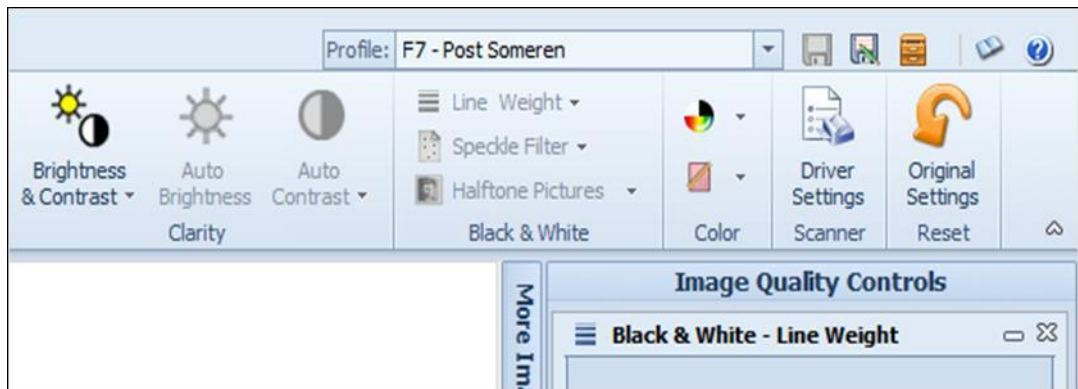 Profile: F7 - Post Someren
Brightness
& Contrast
Auto
Brightness
Auto
Contrast
Clarity
Line Weight
Speckle Filter
Halftone Pictures
Black & White
Color
Driver
Settings
Scanner
Original
Settings
Reset
More Ima
Image Quality Controls
Black & White - Line Weight